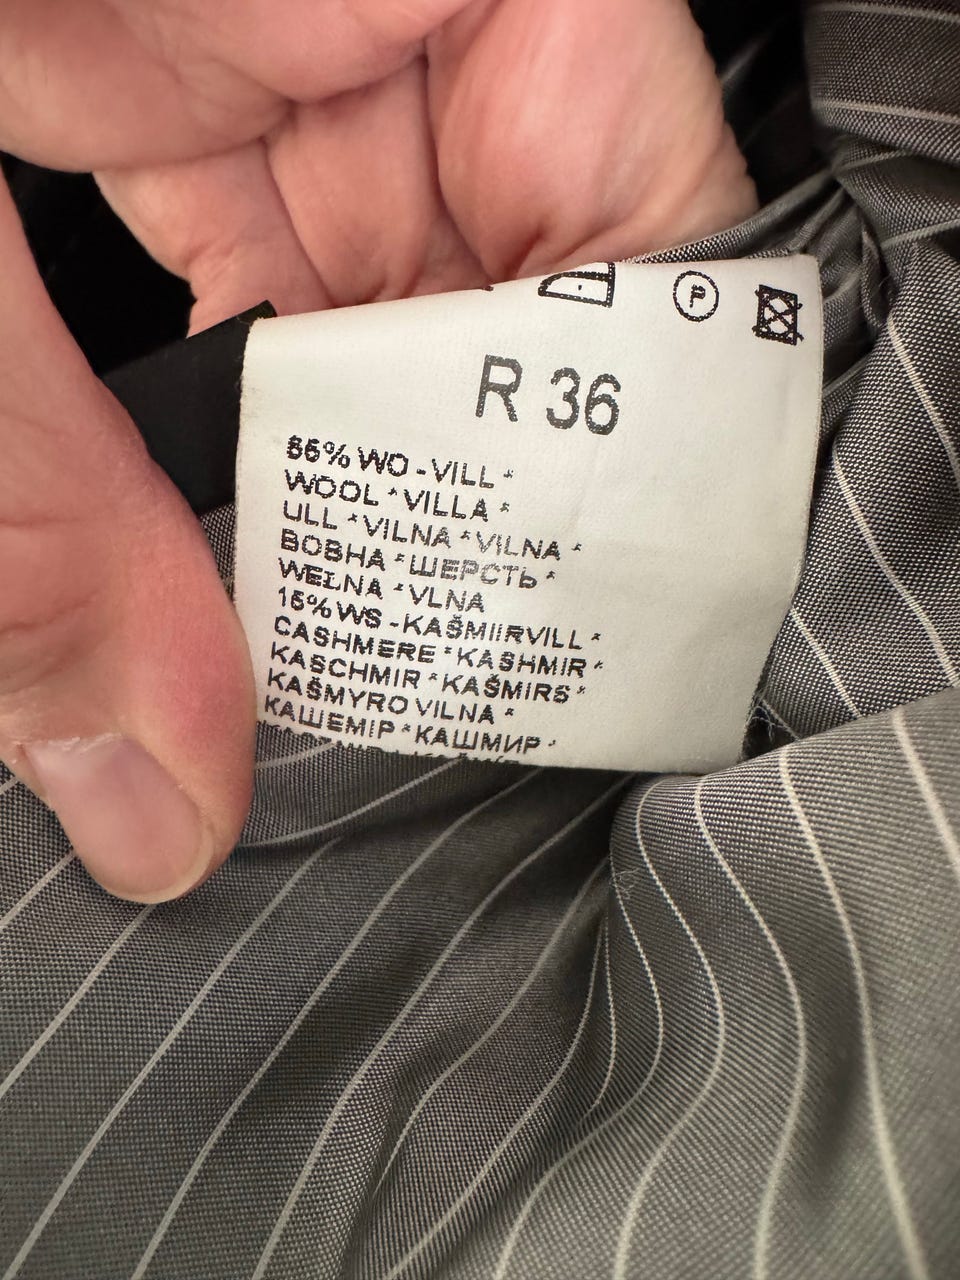 P
R 36
85% WO - VILL *
WOOL * VILLA *
ULL * VILNA * VILNA *
ВОВНА * ШЕРСТЬ *
WEŁNA * VLNA
15% WS - KAŠMIIRVILL *
CASHMERE * KASHMIR *
KASCHMIR * KAŠMIRS *
KAŠMYRO VILNA *
КАШЕМІР * КАШМИР *